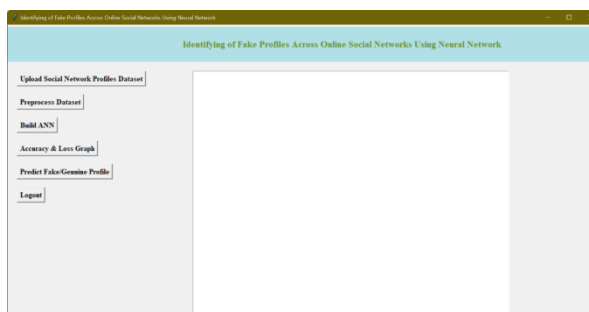 Identifying of Fake Profiles Across Online Social Networks Using Neural Network
Identifying of Fake Profiles Across Online Social Networks Using Neural Network
Upload Social Network Profiles Dataset
Preprocess Dataset
Build ANN
Accuracy & Loss Graph
Predict Fake/Genuine Profile
Logout